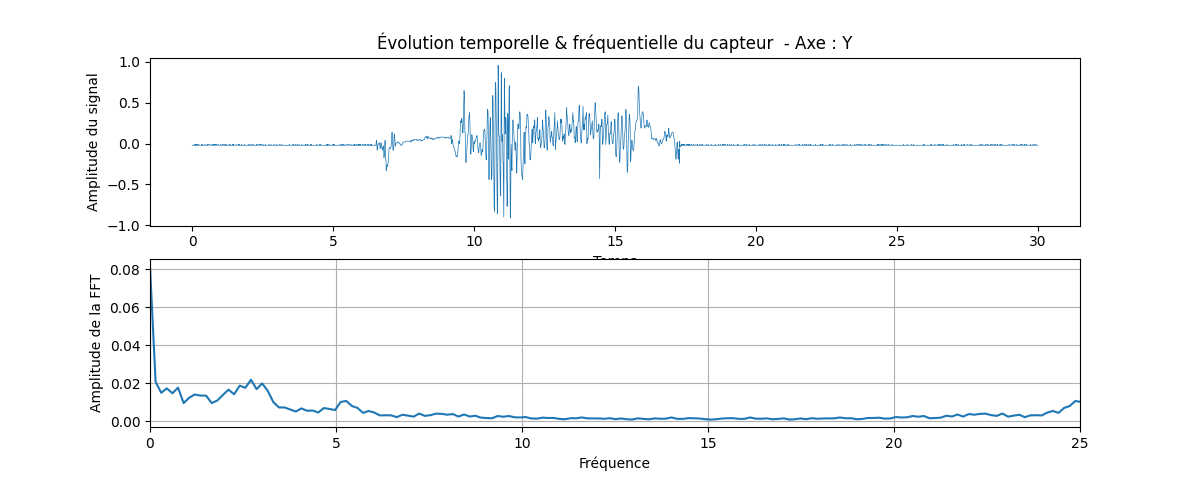 Évolution temporelle & fréquentielle du capteur - Axe : Y
Amplitude du signal
1.0
0.5
0.0
−0.5
−1.0
0 5 10 15 20 25 30
Amplitude de la FFT
0.08
0.06
0.04
0.02
0.00
0 5 10 15 20 25
Fréquence